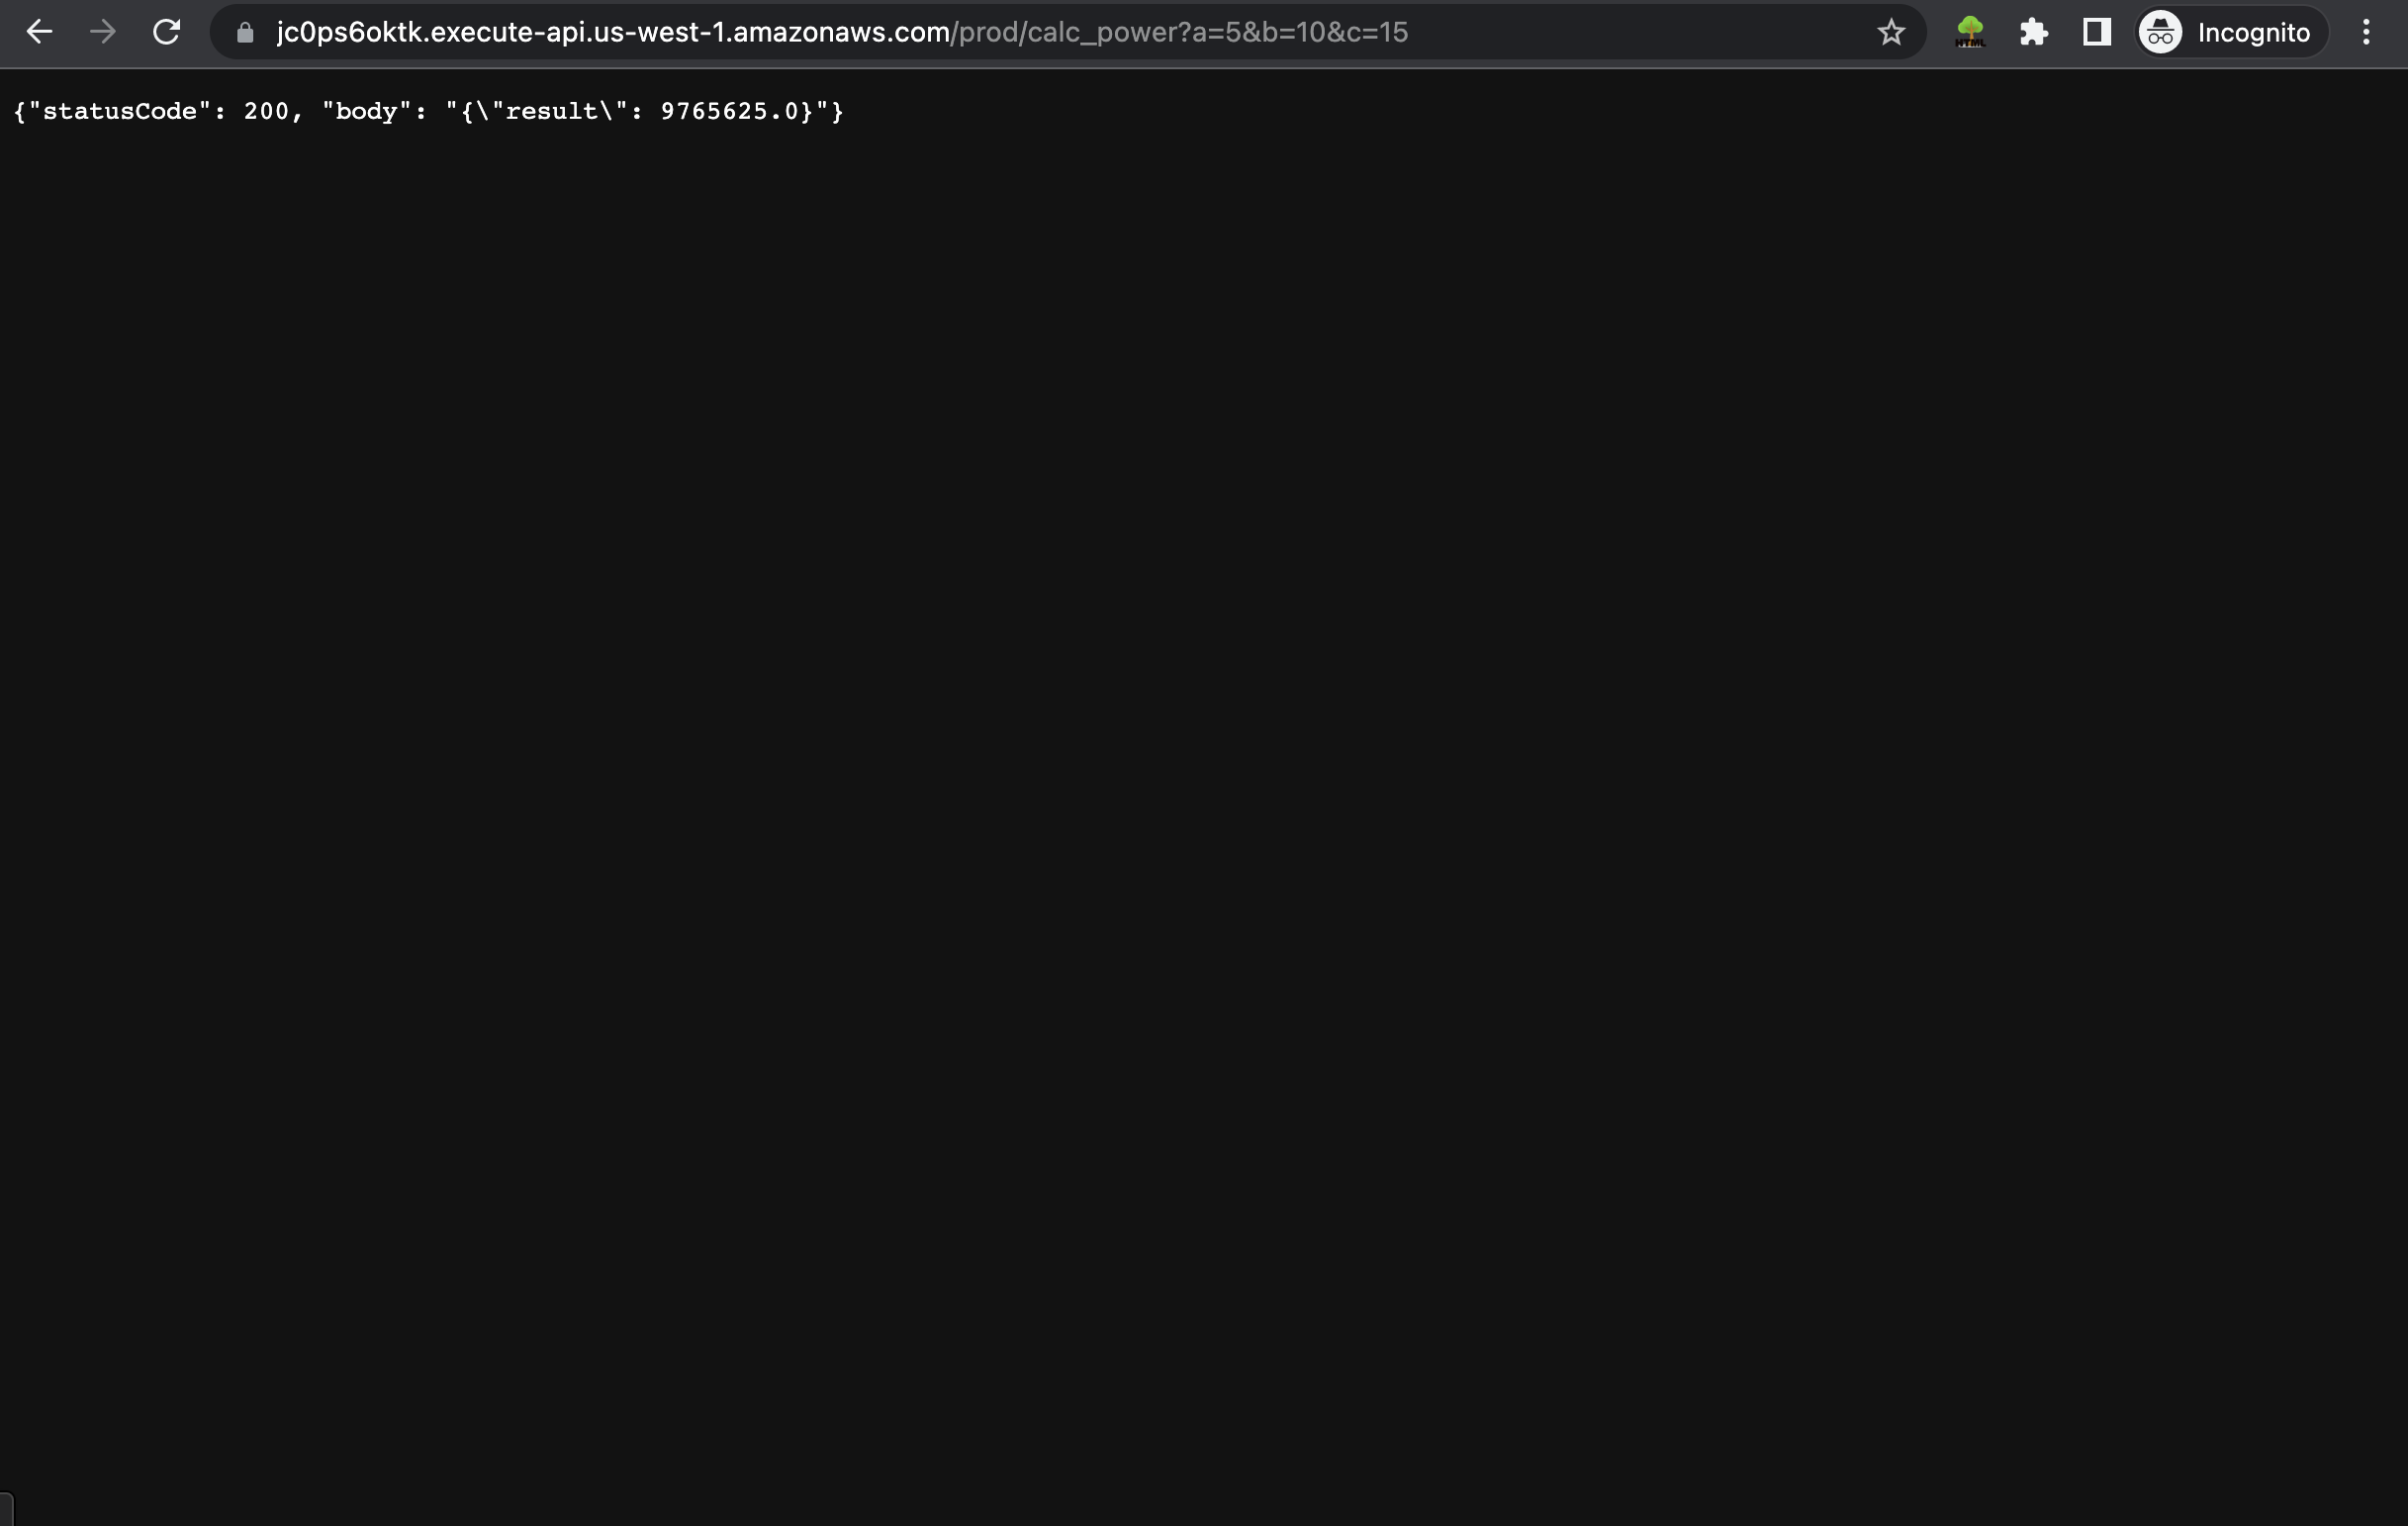 jc0ps6oktk.execute-api.us-west-1.amazonaws.com/prod/calc_power?a=5&b=10&c=15
HTML
Incognito
{"statusCode": 200, "body": "{\"result\": 9765625.0}"}